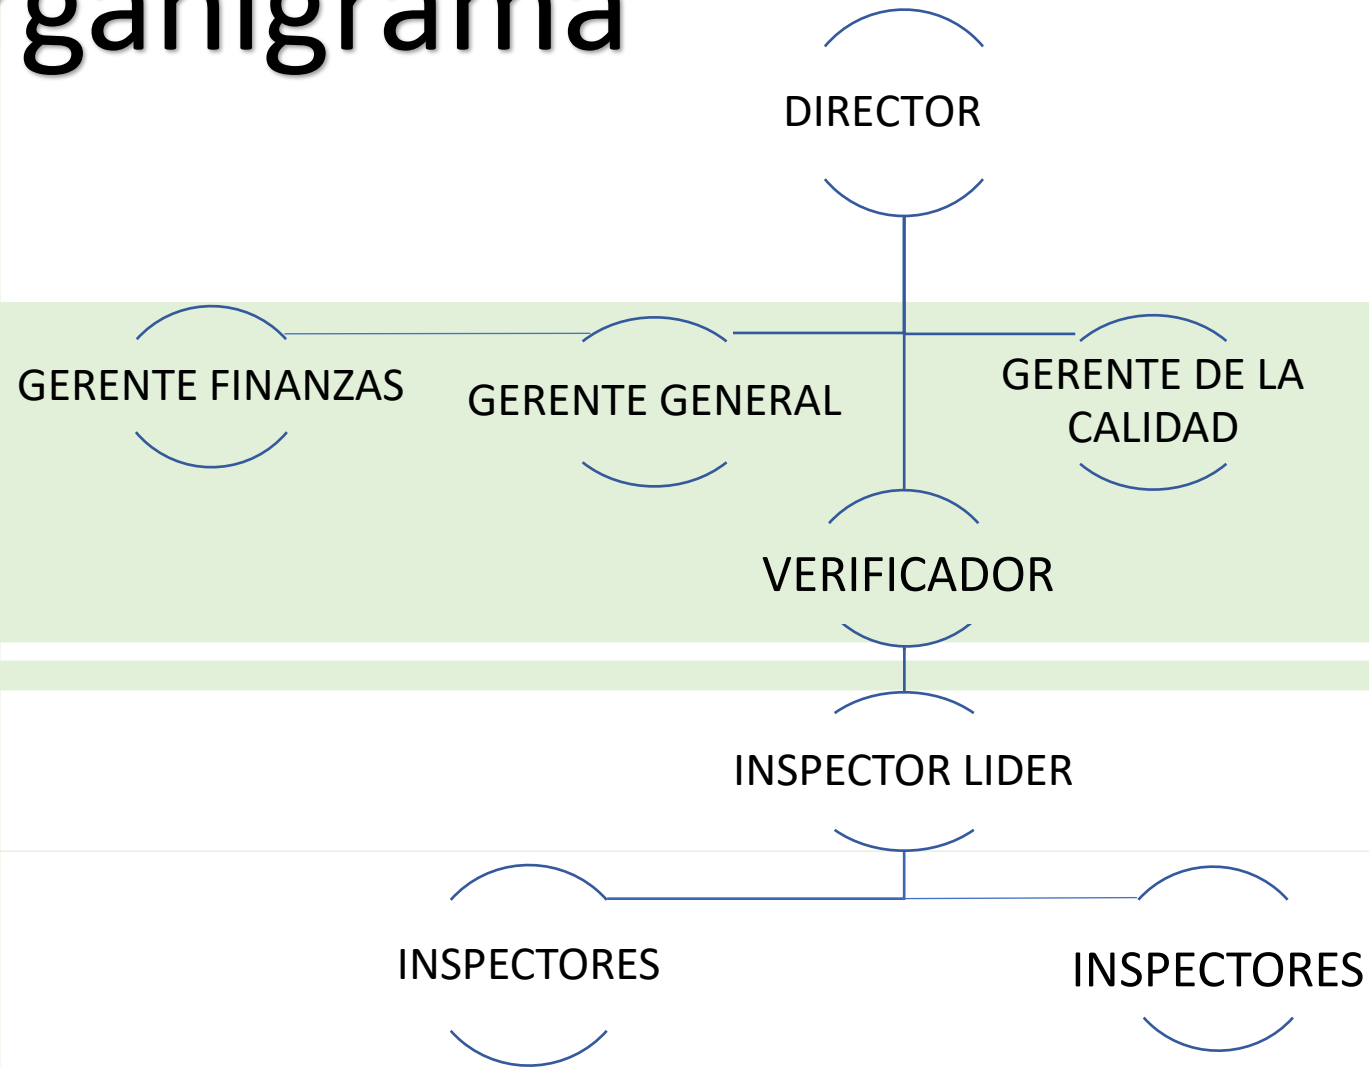 ganigrama
DIRECTOR
GERENTE FINANZAS
GERENTE GENERAL
GERENTE DE LA
CALIDAD
VERIFICADOR
INSPECTOR LIDER
INSPECTORES
INSPECTORES